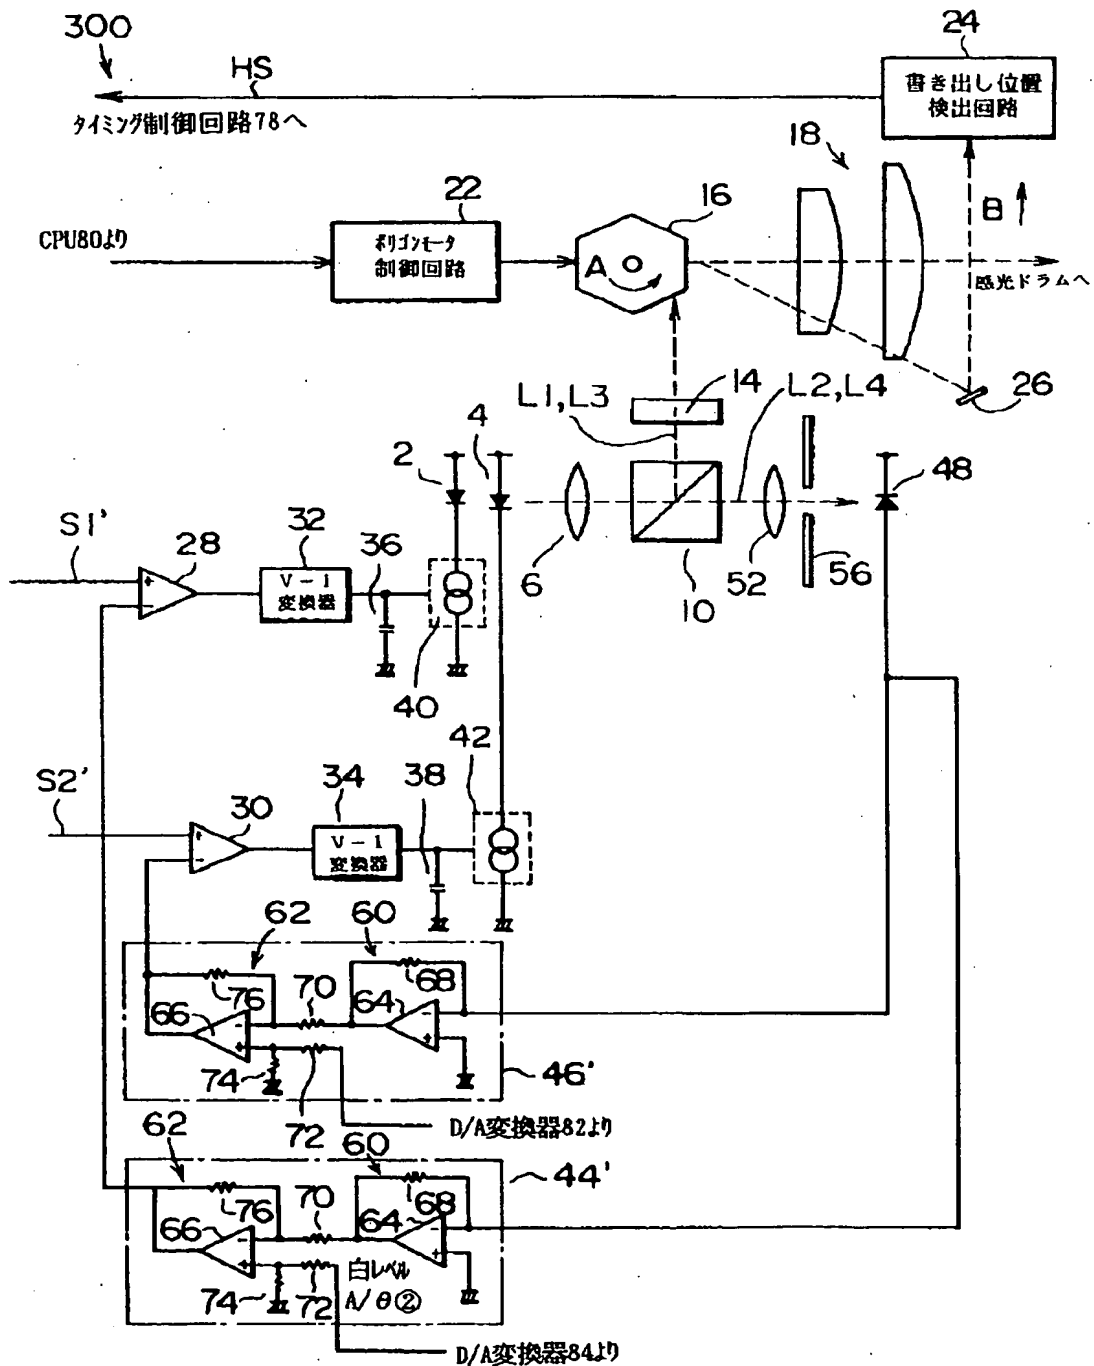 300
24
HS
書き出し位置
検出回路
タイミング制御回路78へ
18
22
16
B
CPU80より
ポリゴンモータ
制御回路
A
感光ドラムへ
14
L1,L3
L2,L4
26
4
2
48
S1'
28
32
36
V-I
変換器
6
52
56
10
40
42
S2'
30
34
38
V-I
変換器
62
60
68
76
70
64
66
74
72
46'
D/A変換器82より
62
60
44'
68
76
70
64
66
白レベル
74
72
A/θ②
D/A変換器84より